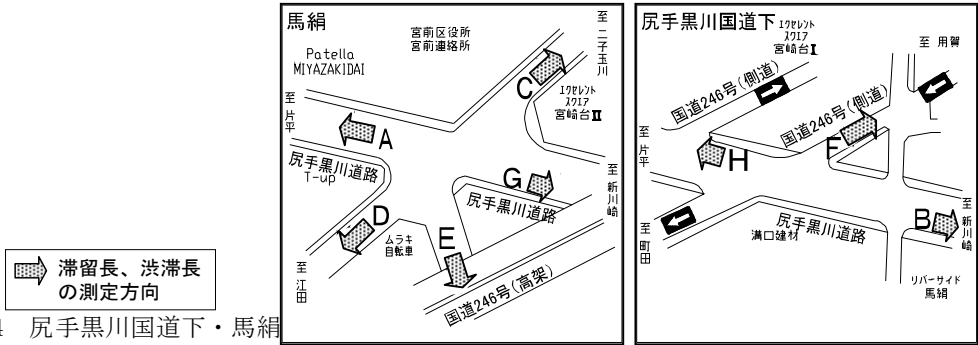 馬絹
宮前区役所
宮前連絡所
至
二子玉川
Patella
MIYAZAKIDAI
C
エクセレント
スクエア
宮崎台Ⅱ
至
片平
A
尻手黒川道路
T-up
G
至
新川崎
尻手黒川道路
D
ムラキ
自転車
E
至
江田
国道246号(高架)
尻手黒川国道下
エクセレント
スクエア
宮崎台Ⅱ
至 用賀
国道246号(側道)
国道246号(側道)
至
片平
H
F
B
至
新川崎
尻手黒川道路
溝口建材
至
町田
リバーサイド
馬絹
滞留長、渋滞長
の測定方向
尻手黒川国道下・馬絹